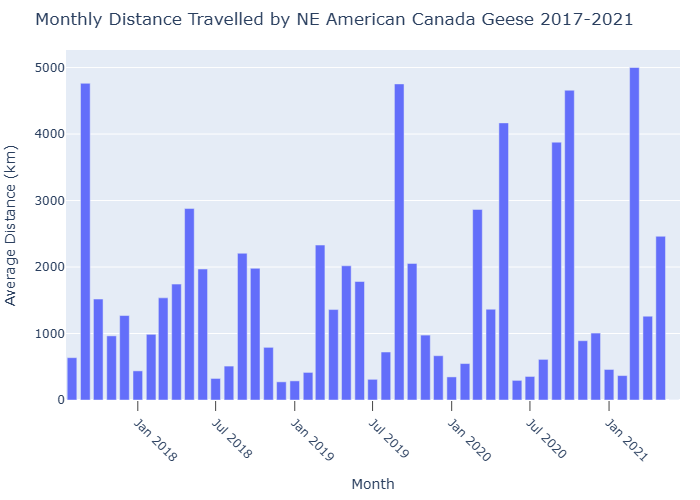 Monthly Distance Travelled by NE American Canada Geese 2017-2021
Average Distance (km)
5000
4000
3000
2000
1000
0
Jan 2018
Jul 2018
Jan 2019
Jul 2019
Jan 2020
Jul 2020
Jan 2021
Month